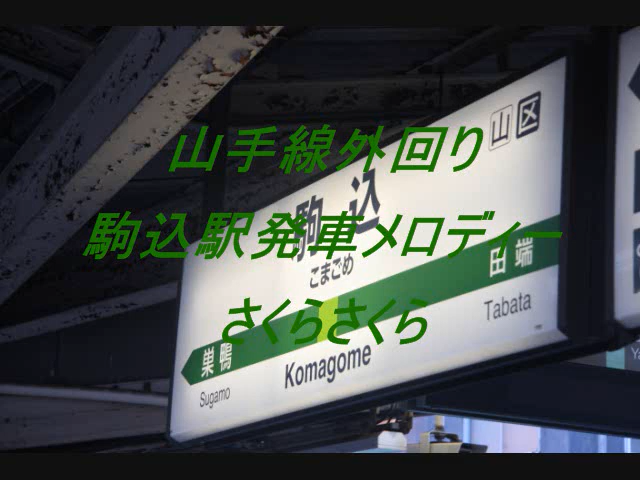 山手線外回り
駒込駅発車メロディー
さくらさくら
山 区
駒込
こまごめ
Komagome
田端
Tabata
巣鴨
Sugamo